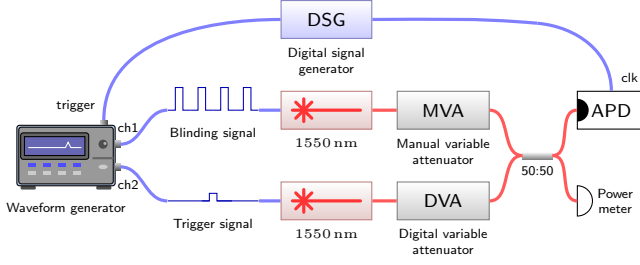 DSG
Digital signal
generator
clk
trigger
ch1
Blinding signal
1550 nm
MVA
Manual variable
attenuator
APD
ch2
Waveform generator
Trigger signal
1550 nm
DVA
Digital variable
attenuator
50:50
Power
meter